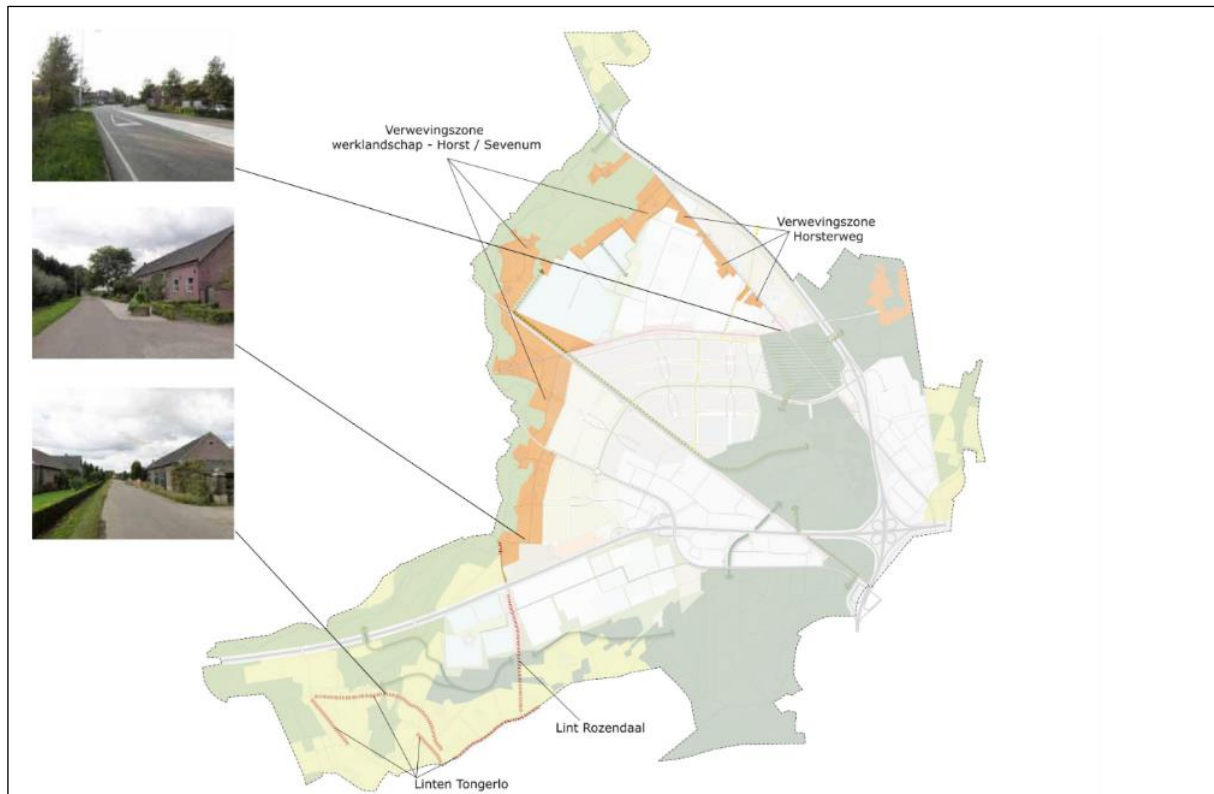 Verwevingszone
werklandschap - Horst / Sevenum
Verwevingszone
Horsterweg
Lint Rozendaal
Linten Tongerlo